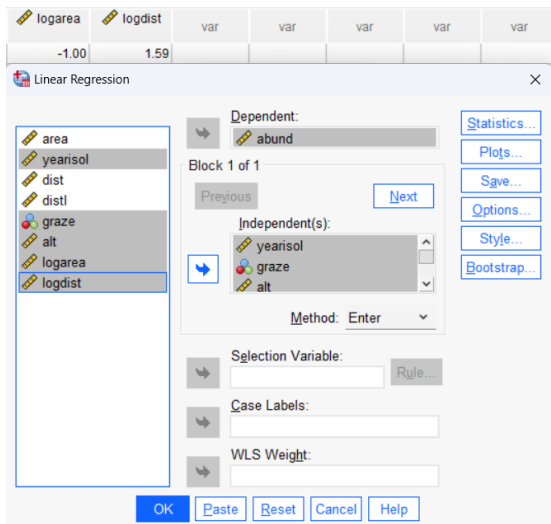 logarea logdist var var var var var
-1.00 1.59
Linear Regression
Dependent:
abund
Statistics...
Plots...
Save...
Options...
Style...
Bootstrap...
area
yearisol
dist
distl
graze
alt
logarea
logdist
Block 1 of 1
Previous Next
Independent(s):
yearisol
graze
alt
Method: Enter
Selection Variable:
Rule...
Case Labels:
WLS Weight:
OK Paste Reset Cancel Help